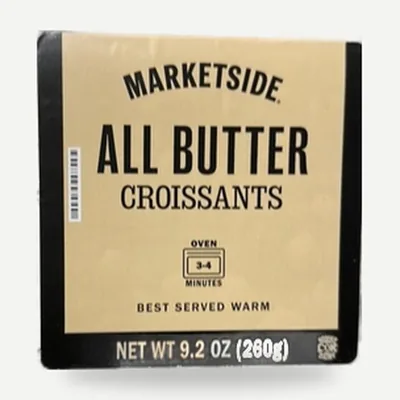 MARKETSIDE.
ALL BUTTER
CROISSANTS
OVEN
3-4
MINUTES
BEST SERVED WARM
NET WT 9.2 OZ (260g)